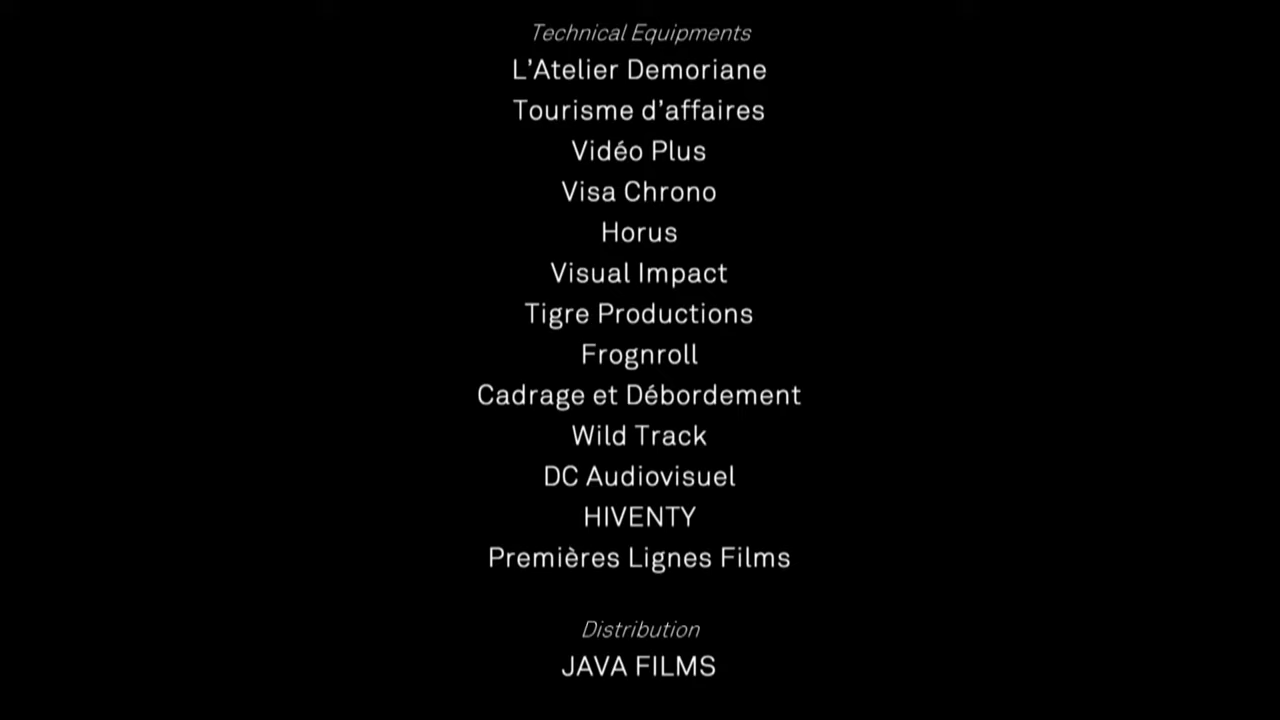 Technical Equipments
L’Atelier Demoriane
Tourisme d’affaires
Vidéo Plus
Visa Chrono
Horus
Visual Impact
Tigre Productions
Frognroll
Cadrage et Débordement
Wild Track
DC Audiovisuel
HIVENTY
Premières Lignes Films
Distribution
JAVA FILMS